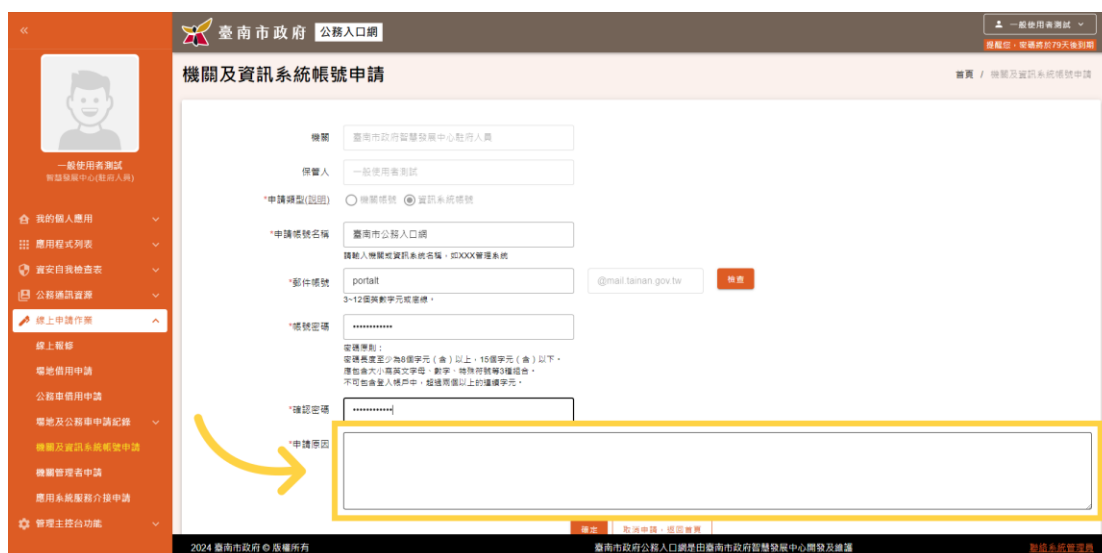 «
臺南市政府 公務入口網
一般使用者測試
提醒您，密碼將於79天後到期
機關及資訊系統帳號申請
首頁 / 機關及資訊系統帳號申請
一般使用者測試
智慧發展中心(駐府人員)
我的個人應用
應用程式列表
資安自我檢查表
公務通訊資源
線上申請作業
線上報修
場地借用申請
公務車借用申請
場地及公務車申請紀錄
機關及資訊系統帳號申請
機關管理者申請
應用系統服務介接申請
管理主控台功能
機關 臺南市政府智慧發展中心駐府人員
保管人 一般使用者測試
*申請類型(說明) 機關帳號 資訊系統帳號
*申請帳號名稱 臺南市公務入口網
請輸入機關或資訊系統名稱，如XXX管理系統
*郵件帳號 portalt @mail.tainan.gov.tw 檢查
3~12個英數字元或底線。
*帳號密碼 ••••••••••••
密碼原則：
密碼長度至少為8個字元（含）以上，15個字元（含）以下。
應包含大小寫英文字母、數字、特殊符號等3種組合。
不可包含登入帳戶中，超過兩個以上的連續字元。
*確認密碼 ••••••••••••
*申請原因
確定 取消申請，返回首頁
2024 臺南市政府 © 版權所有 臺南市政府公務入口網是由臺南市政府智慧發展中心開發及維護 聯絡系統管理員